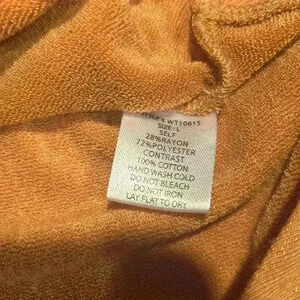 STYLE # WT10615
SIZE: L
SELF
28%RAYON
72%POLYESTER
CONTRAST
100% COTTON
HAND WASH COLD
DO NOT BLEACH
DO NOT IRON
LAY FLAT TO DRY